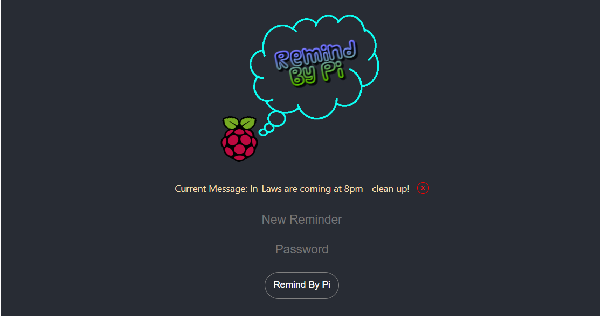 Remind
By Pi
Current Message: In Laws are coming at 8pm clean up!
New Reminder
Password
Remind By Pi